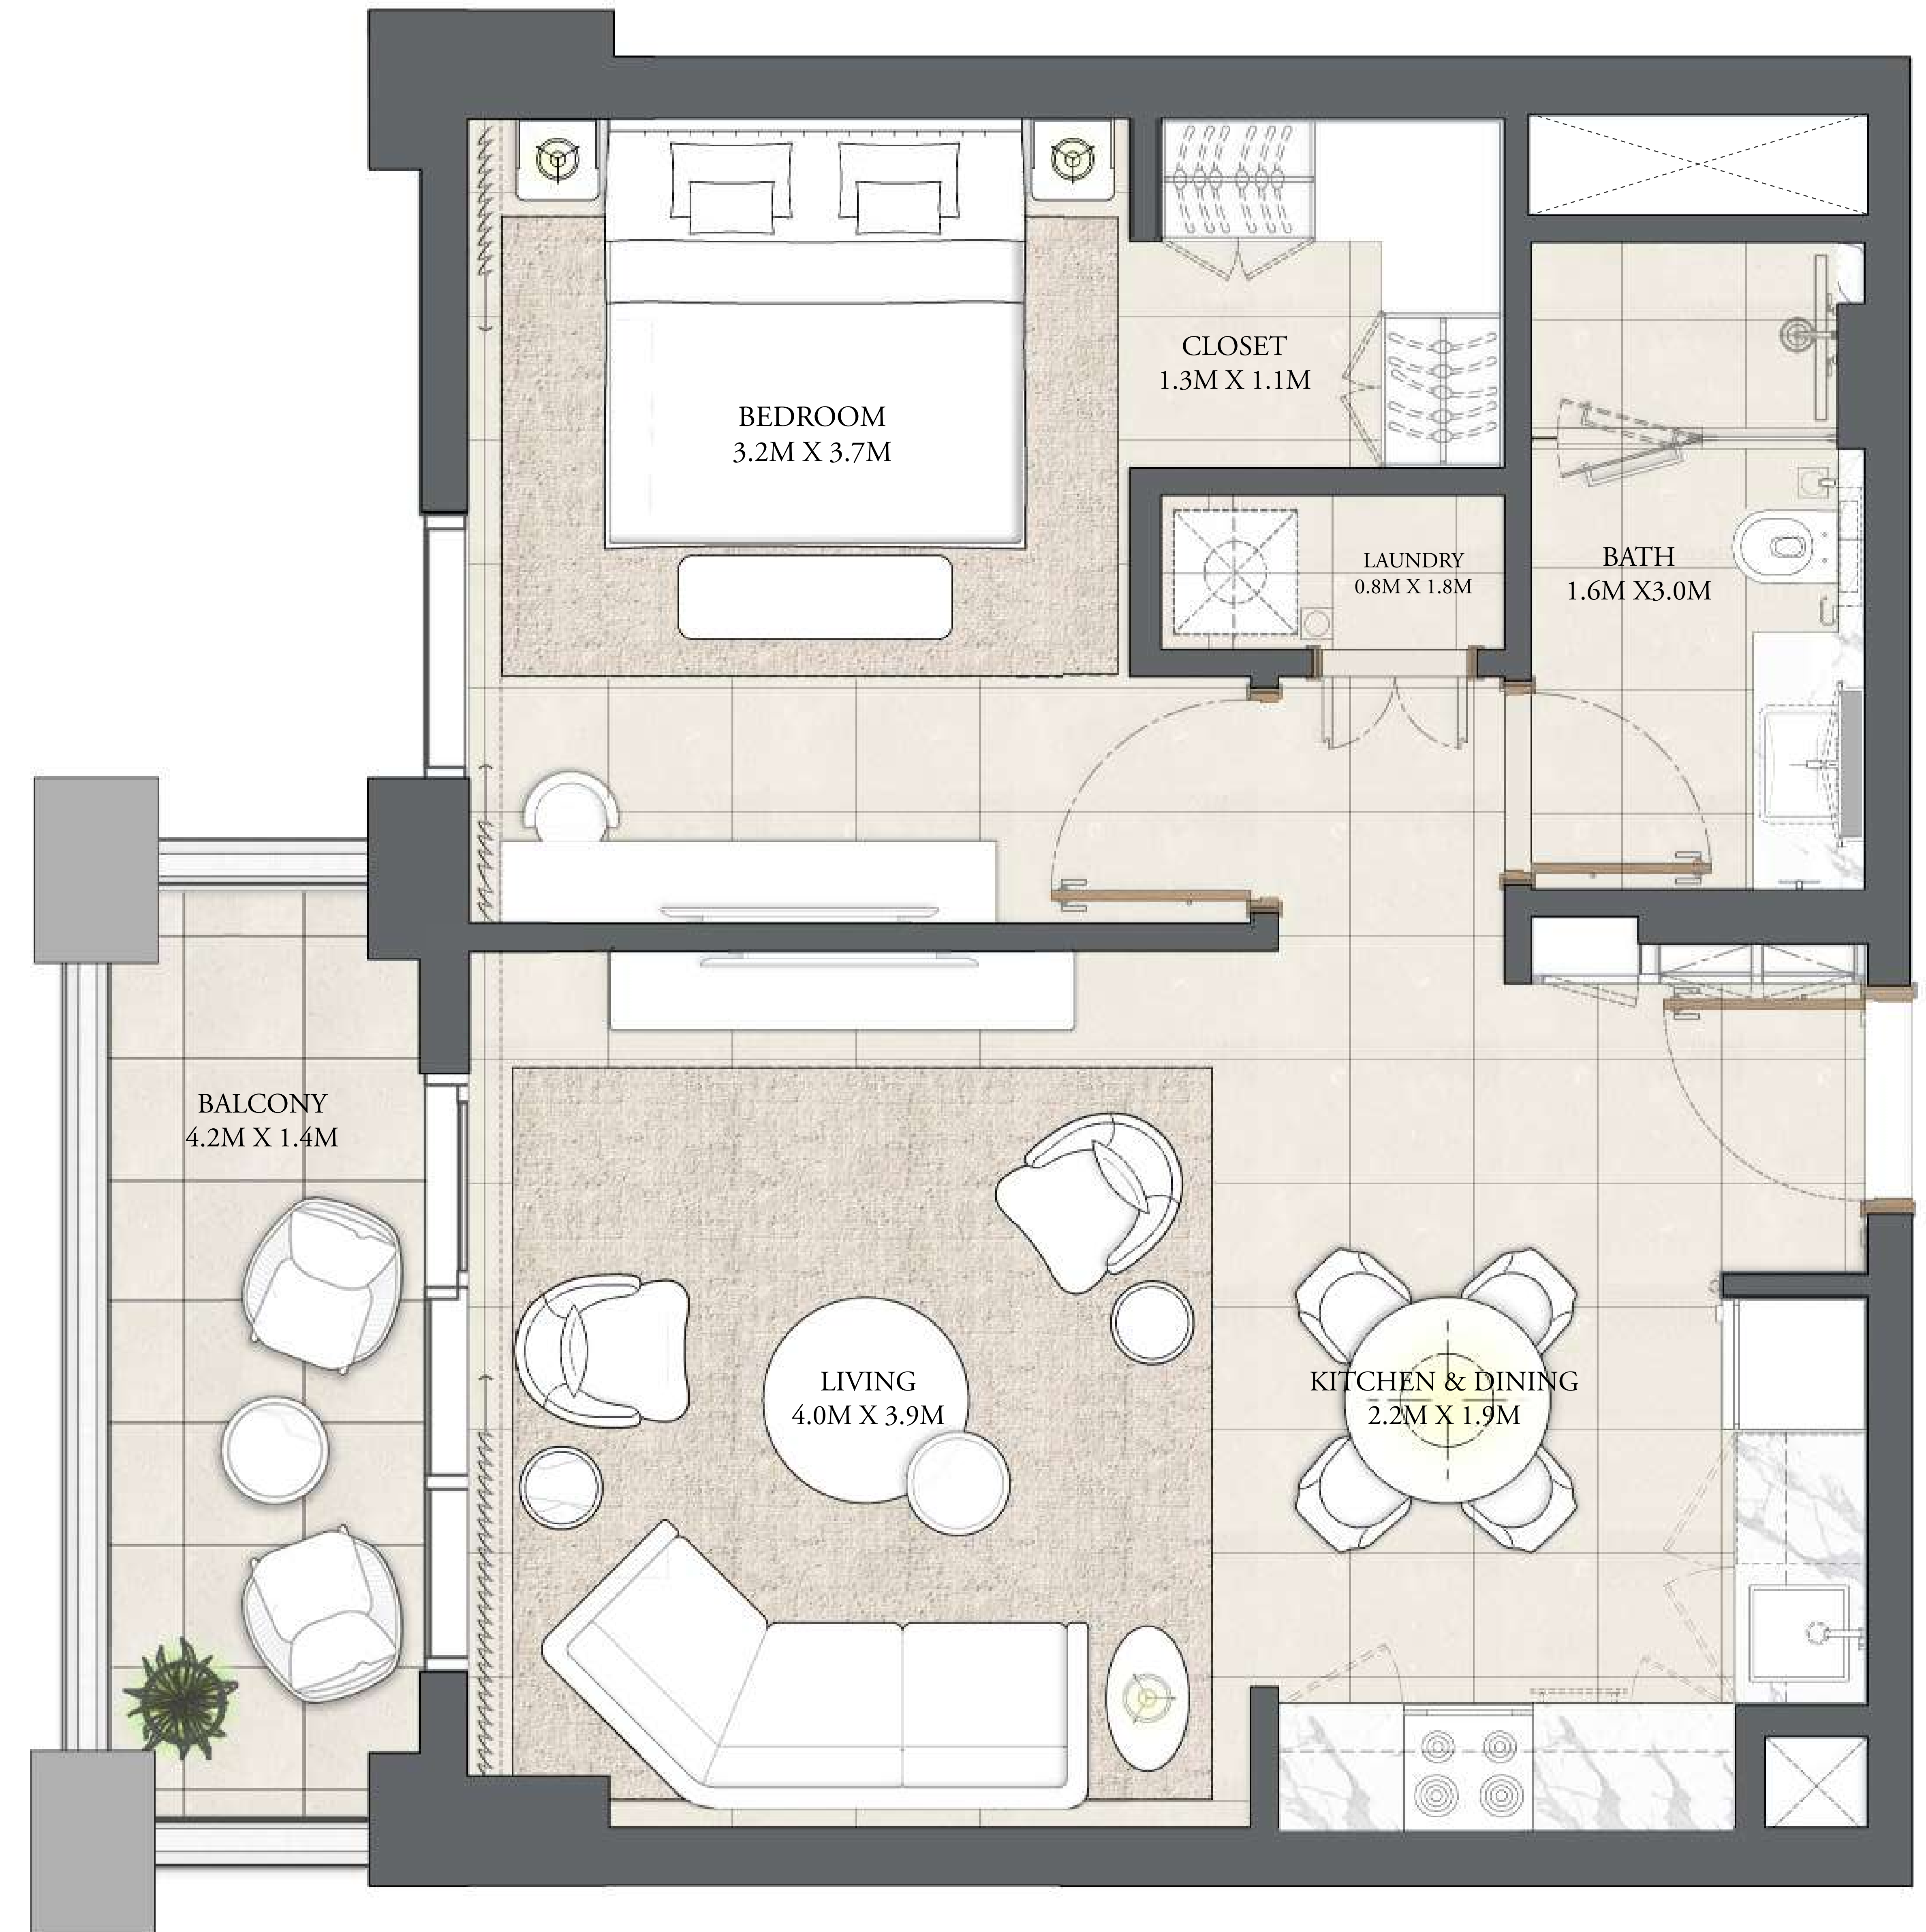 CLOSET
1.3M X 1.1M
BEDROOM
3.2M X 3.7M
LAUNDRY
0.8M X 1.8M
BATH
1.6M X3.0M
BALCONY
4.2M X 1.4M
LIVING
4.0M X 3.9M
KITCHEN & DINING
2.2M X 1.9M